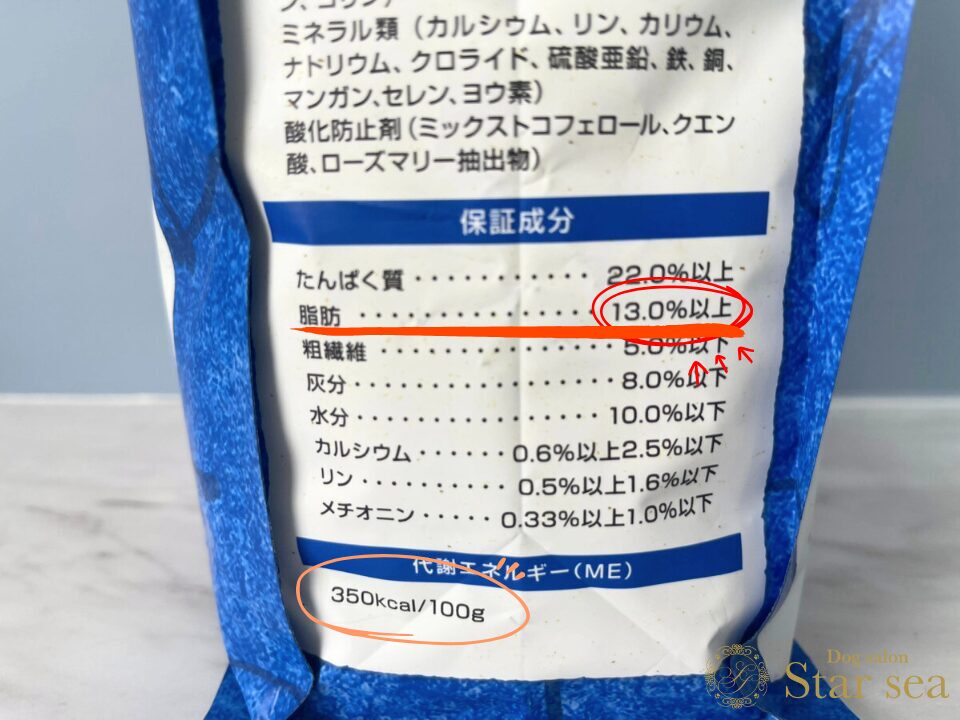 ン、コリン）
ミネラル類（カルシウム、リン、カリウム、
ナトリウム、クロライド、硫酸亜鉛、鉄、銅、
マンガン、セレン、ヨウ素）
酸化防止剤（ミックストコフェロール、クエン
酸、ローズマリー抽出物）
保証成分
たんぱく質 ・・・・・・・・・・・ 22.0%以上
脂肪 ・・・・・・・・・・・・・・ 13.0%以上
粗繊維 ・・・・・・・・・・・・・ 5.0%以下
灰分・・・・・・・・・・・・・・・・8.0%以下
水分・・・・・・・・・・・・・・・10.0%以下
カルシウム・・・・・・0.6%以上2.5%以下
リン・・・・・・・・・・0.5%以上1.6%以下
メチオニン・・・・・0.33%以上1.0%以下
代謝エネルギー（ME）
350kcal/100g
Dog salon
Star sea